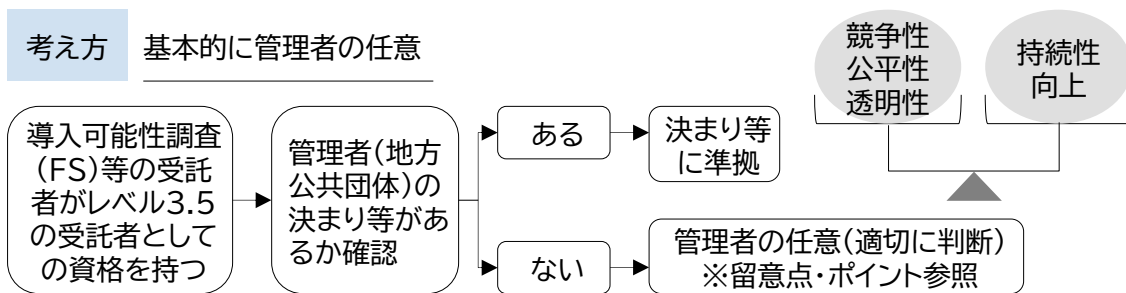 考え方
基本的に管理者の任意
競争性
公平性
透明性
持続性
向上
導入可能性調査
(FS)等の受託
者がレベル3.5
の受託者として
の資格を持つ
管理者(地方
公共団体)の
決まり等があ
るか確認
ある
決まり等
に準拠
ない
管理者の任意(適切に判断)
※留意点・ポイント参照